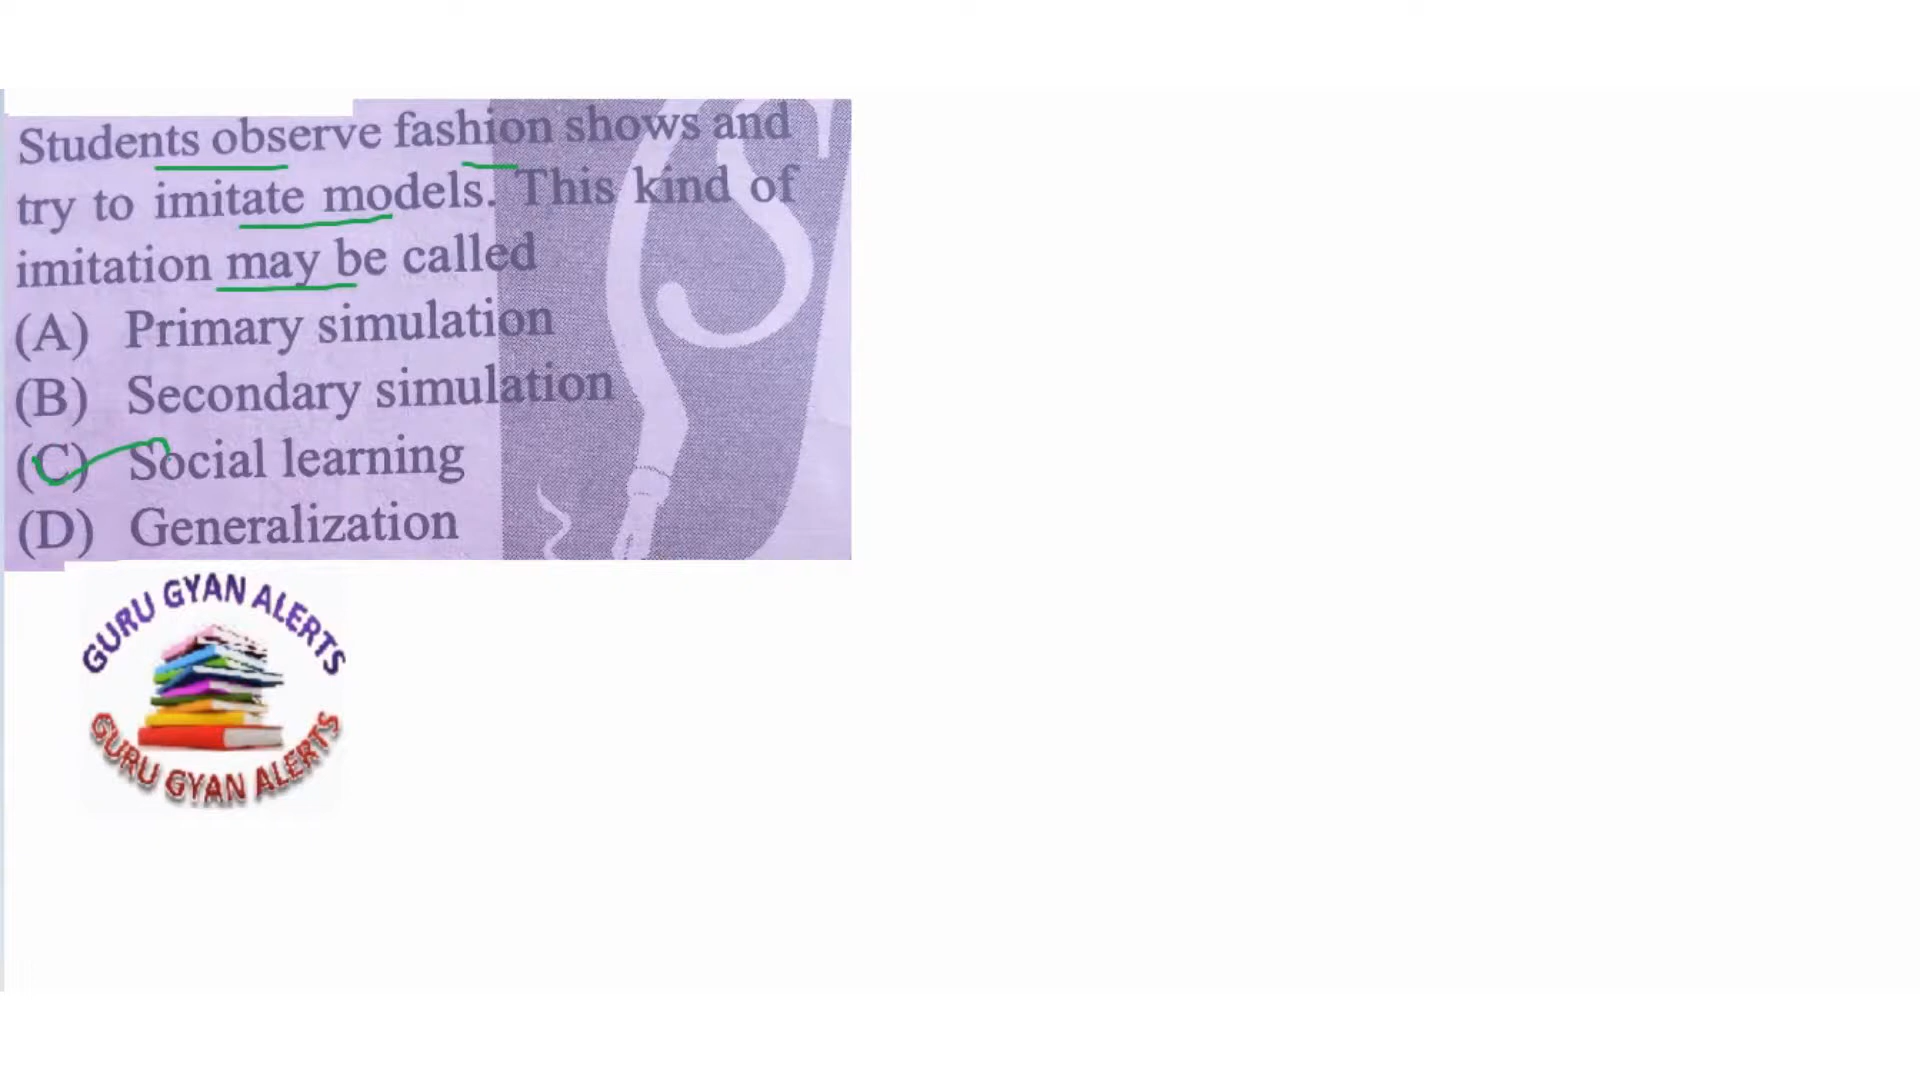 Students observe fashion shows and
try to imitate models. This kind of
imitation may be called
(A) Primary simulation
(B) Secondary simulation
(C) Social learning
(D) Generalization
GURU GYAN ALERTS
GURU GYAN ALERTS